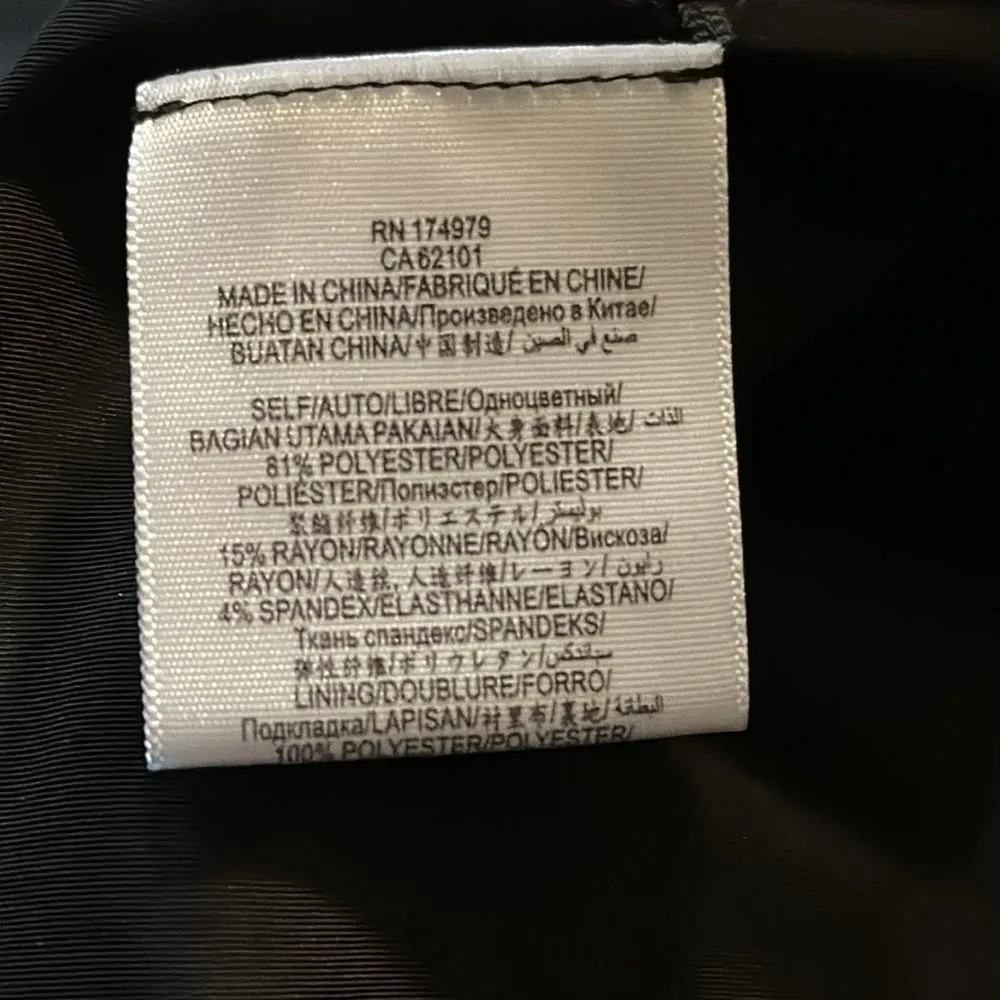 RN 174979
CA 62101
MADE IN CHINA/FABRIQUÉ EN CHINE/
HECHO EN CHINA/Произведено в Китае/
BUATAN CHINA/中国制造/ صنع في الصين
SELF/AUTO/LIBRE/Одноцветный/
BAGIAN UTAMA PAKAIAN/大身面料/表地/ الذات
81% POLYESTER/POLYESTER/
POLIÉSTER/Полиэстер/POLIESTER/
聚酯纤维/ポリエステル/ بوليستر
15% RAYON/RAYONNE/RAYÓN/Вискоза/
RAYON/人造丝, 人造纤维/レーヨン/ رايون
4% SPANDEX/ELASTHANNE/ELASTANO/
Ткань спандекс/SPANDEKS/
弹性纤维/ポリウレタン/ سباندكس
LINING/DOUBLURE/FORRO/
Подкладка/LAPISAN/衬里布/裏地/ البطانة
100% POLYESTER/POLYESTER/